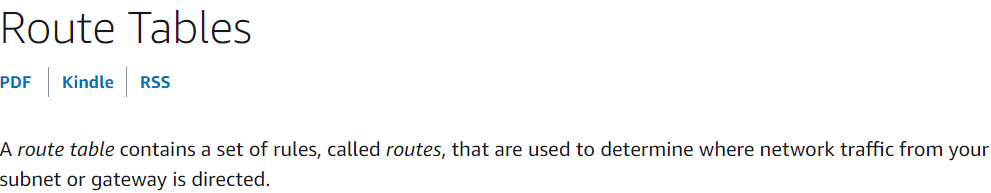 Route Tables
PDF Kindle RSS
A route table contains a set of rules, called routes, that are used to determine where network traffic from your
subnet or gateway is directed.